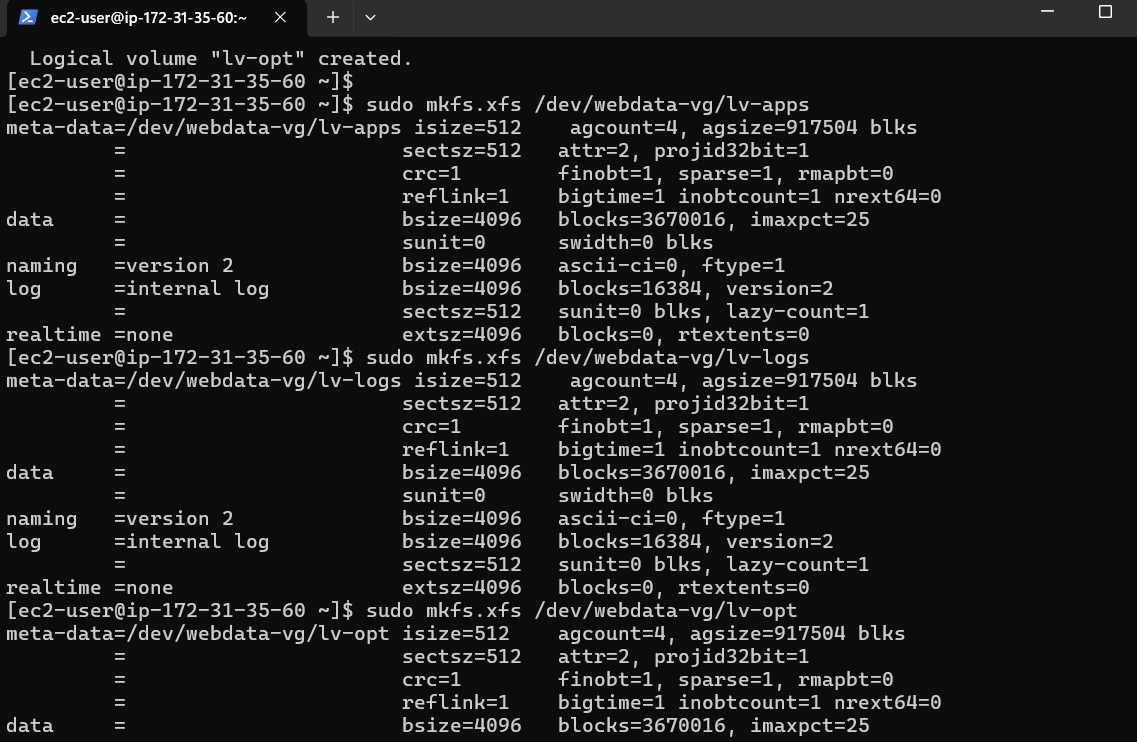 ec2-user@ip-172-31-35-60:~
  Logical volume "lv-opt" created.
[ec2-user@ip-172-31-35-60 ~]$
[ec2-user@ip-172-31-35-60 ~]$ sudo mkfs.xfs /dev/webdata-vg/lv-apps
meta-data=/dev/webdata-vg/lv-apps isize=512    agcount=4, agsize=917504 blks
         =                       sectsz=512   attr=2, projid32bit=1
         =                       crc=1        finobt=1, sparse=1, rmapbt=0
         =                       reflink=1    bigtime=1 inobtcount=1 nrext64=0
data     =                       bsize=4096   blocks=3670016, imaxpct=25
         =                       sunit=0      swidth=0 blks
naming   =version 2              bsize=4096   ascii-ci=0, ftype=1
log      =internal log           bsize=4096   blocks=16384, version=2
         =                       sectsz=512   sunit=0 blks, lazy-count=1
realtime =none                   extsz=4096   blocks=0, rtextents=0
[ec2-user@ip-172-31-35-60 ~]$ sudo mkfs.xfs /dev/webdata-vg/lv-logs
meta-data=/dev/webdata-vg/lv-logs isize=512    agcount=4, agsize=917504 blks
         =                       sectsz=512   attr=2, projid32bit=1
         =                       crc=1        finobt=1, sparse=1, rmapbt=0
         =                       reflink=1    bigtime=1 inobtcount=1 nrext64=0
data     =                       bsize=4096   blocks=3670016, imaxpct=25
         =                       sunit=0      swidth=0 blks
naming   =version 2              bsize=4096   ascii-ci=0, ftype=1
log      =internal log           bsize=4096   blocks=16384, version=2
         =                       sectsz=512   sunit=0 blks, lazy-count=1
realtime =none                   extsz=4096   blocks=0, rtextents=0
[ec2-user@ip-172-31-35-60 ~]$ sudo mkfs.xfs /dev/webdata-vg/lv-opt
meta-data=/dev/webdata-vg/lv-opt isize=512    agcount=4, agsize=917504 blks
         =                       sectsz=512   attr=2, projid32bit=1
         =                       crc=1        finobt=1, sparse=1, rmapbt=0
         =                       reflink=1    bigtime=1 inobtcount=1 nrext64=0
data     =                       bsize=4096   blocks=3670016, imaxpct=25